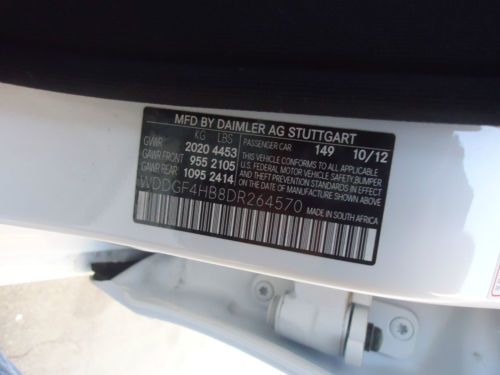 MFD BY DAIMLER AG STUTTGART
KG LBS PASSENGER CAR 149 10/12
GVWR 2020 4453
GAWR FRONT 955 2105
GAWR REAR 1095 2414
THIS VEHICLE CONFORMS TO ALL APPLICABLE
U.S. FEDERAL MOTOR VEHICLE SAFETY,BUMPER
AND THEFT PREVENTION STANDARDS IN EFFECT
ON THE DATE OF MANUFACTURE SHOWN ABOVE
WDDGF4HB8DR264570
MADE IN SOUTH AFRICA